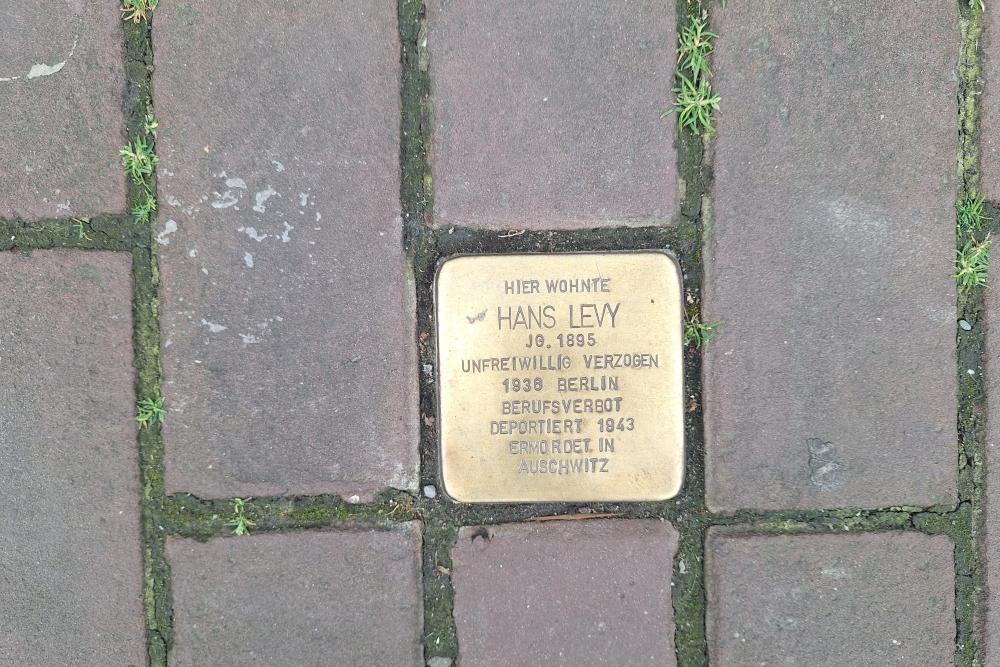 HIER WOHNTE
HANS LEVY
JG. 1895
UNFREIWILLIG VERZOGEN
1936 BERLIN
BERUFSVERBOT
DEPORTIERT 1943
ERMORDET IN
AUSCHWITZ